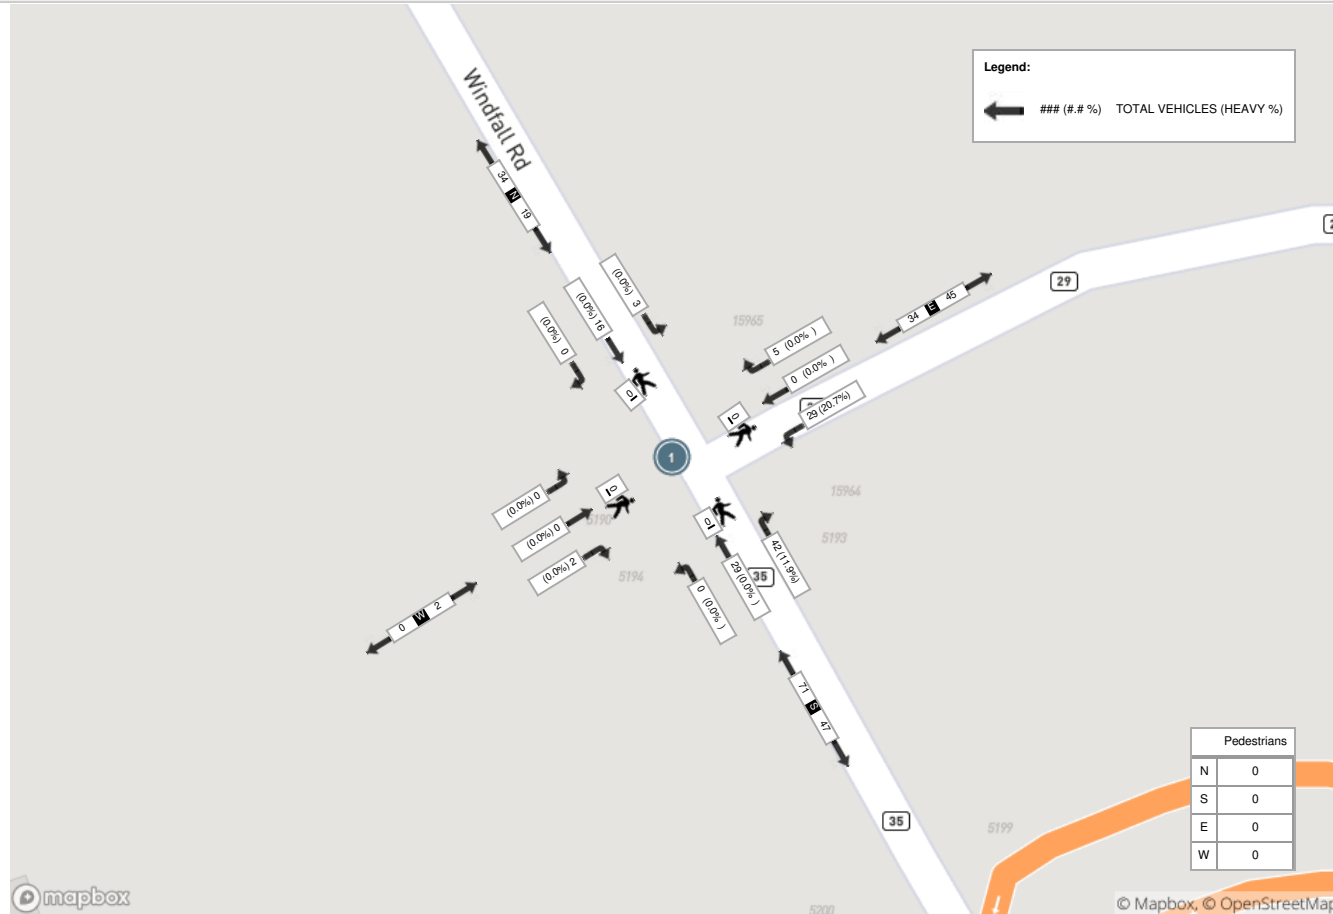 Windfall Rd
Legend:
### (#.# %) TOTAL VEHICLES (HEAVY %)
34 N 19
(0.0%) 3
(0.0%) 16
(0.0%) 0
0
29
34 E 45
15965
5 (0.0% )
0 (0.0% )
29 (20.7%)
0
1
(0.0%) 0
(0.0%) 0
(0.0%) 2
0
5190
0 W 2
5194
15964
5193
0
42 (11.9%)
29 (0.0% )
35
0 (0.0% )
71 S 47
35
5199
5200
Pedestrians
N 0
S 0
E 0
W 0
mapbox
© Mapbox, © OpenStreetMap